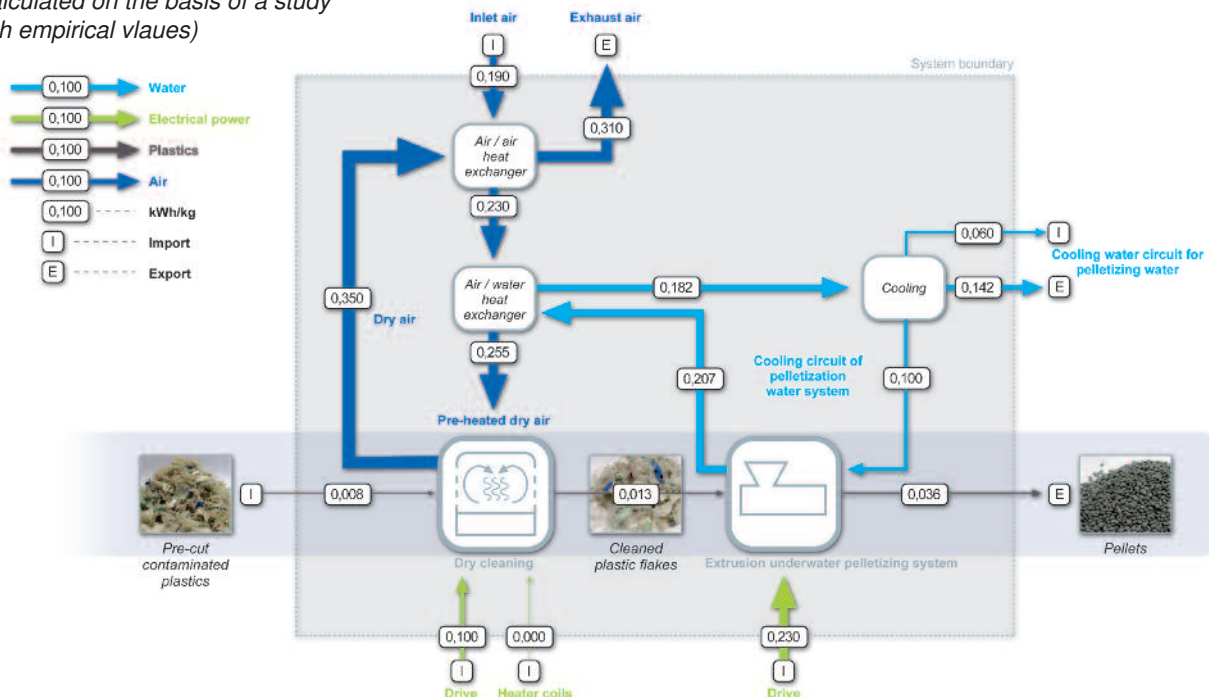 alculated on the basis of a study
h empirical vlaues)
Inlet air
Exhaust air
I
E
System boundary
0,100
Water
0,100
Electrical power
0,100
Plastics
0,100
Air
0,100
kWh/kg
I
Import
E
Export
0,190
0,310
Air / air
heat
exchanger
0,230
0,350
Dry air
Air / water
heat
exchanger
0,182
Cooling
0,060
I
Cooling water circuit for
pelletizing water
0,142
E
0,255
0,207
Cooling circuit of
pelletization
water system
0,100
Pre-heated dry air
I
0,008
0,013
0,036
E
Pre-cut
contaminated
plastics
Dry cleaning
Cleaned
plastic flakes
Extrusion underwater pelletizing system
Pellets
0,100
0,000
0,230
I
I
I
Drive
Heater coils
Drive